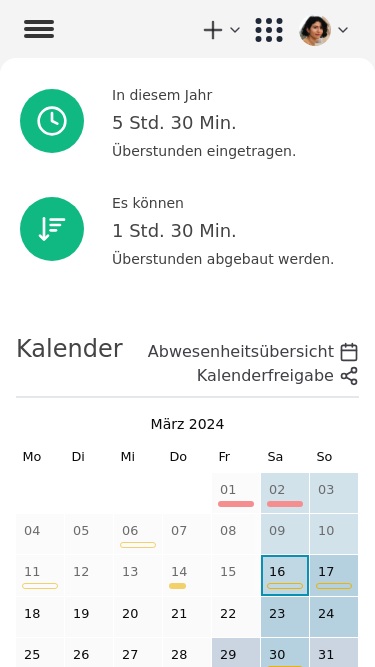 In diesem Jahr
5 Std. 30 Min.
Überstunden eingetragen.
Es können
1 Std. 30 Min.
Überstunden abgebaut werden.
Kalender
Abwesenheitsübersicht
Kalenderfreigabe
März 2024
Mo Di Mi Do Fr Sa So
01 02 03
04 05 06 07 08 09 10
11 12 13 14 15 16 17
18 19 20 21 22 23 24
25 26 27 28 29 30 31